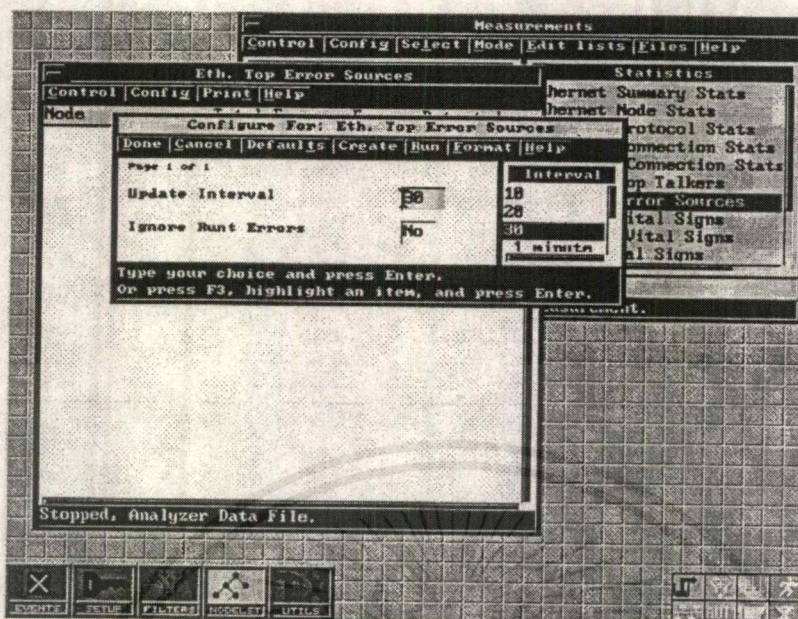 Measurements
Control Config Select Mode Edit lists Files Help
Eth. Top Error Sources
Control Config Print Help
Node
Statistics
hernet Summary Stats
hernet Node Stats
rotocol Stats
onnection Stats
Connection Stats
op Talkers
rror Sources
ital Signs
Vital Signs
al Signs
Configure For: Eth. Top Error Sources
Done Cancel Defaults Create Run Format Help
Page 1 of 1
Update Interval 30
Ignore Runt Errors No
Interval
10
20
30
1 minute
Type your choice and press Enter.
Or press F3, highlight an item, and press Enter.
Stopped, Analyzer Data File.
EVENTS SETUP FILTERS NODELST UTILS